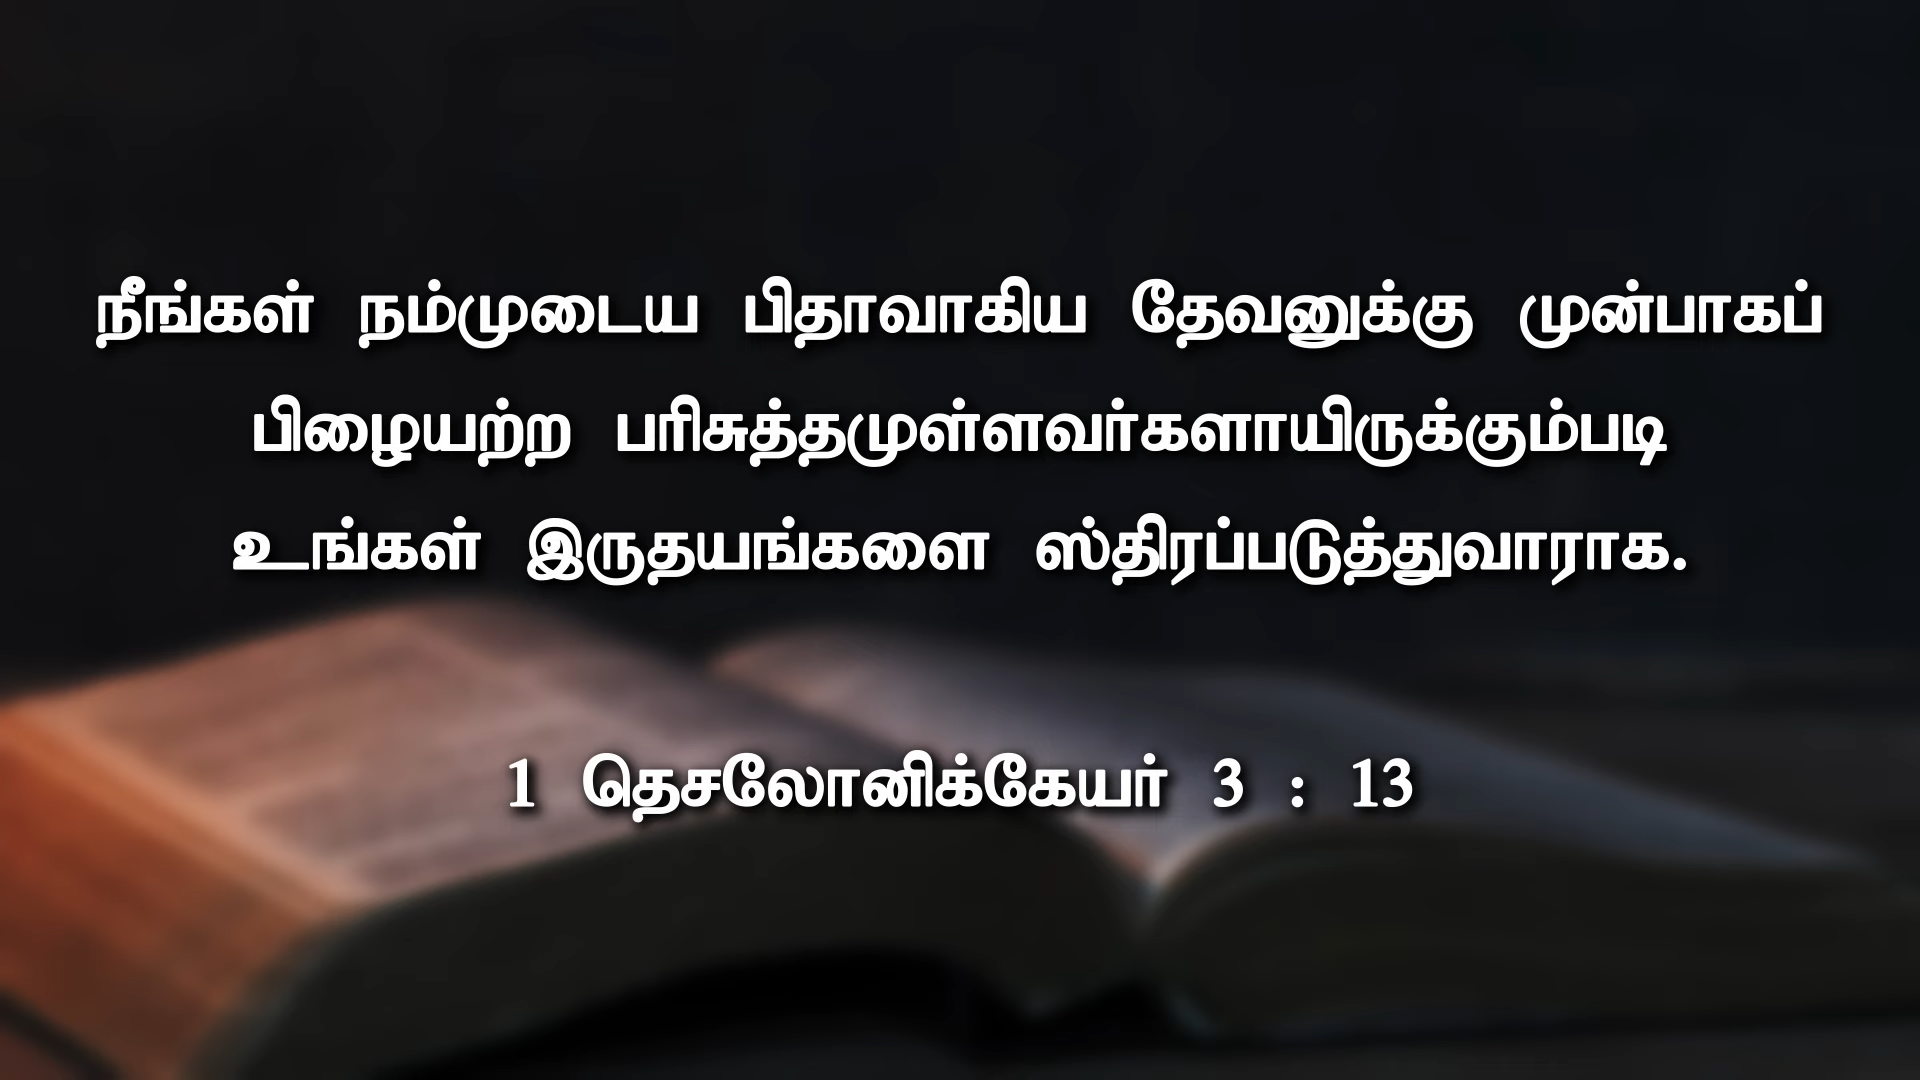 நீங்கள் நம்முடைய பிதாவாகிய தேவனுக்கு முன்பாகப்
பிழையற்ற பரிசுத்தமுள்ளவர்களாயிருக்கும்படி
உங்கள் இருதயங்களை ஸ்திரப்படுத்துவாராக.
1 தெசலோனிக்கேயர் 3 : 13